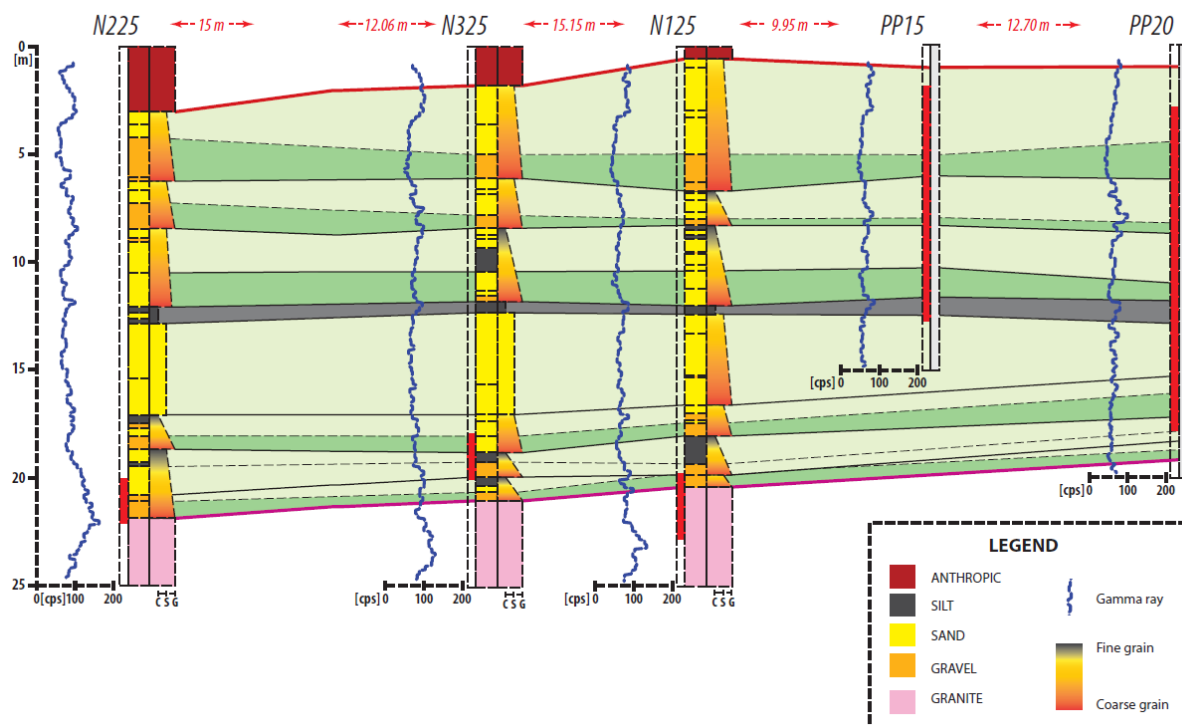 15 m 12.06 m 15.15 m 9.95 m 12.70 m
N225 N325 N125 PP15 PP20
0
[m]
5
10
15
[cps] 0 100 200
20
[cps] 0 100 200
25
0 [cps] 100 200 C S G [cps] 0 100 200 C S G [cps] 0 100 200 C S G
LEGEND
ANTHROPIC
SILT
SAND
GRAVEL
GRANITE
Gamma ray
Fine grain
Coarse grain